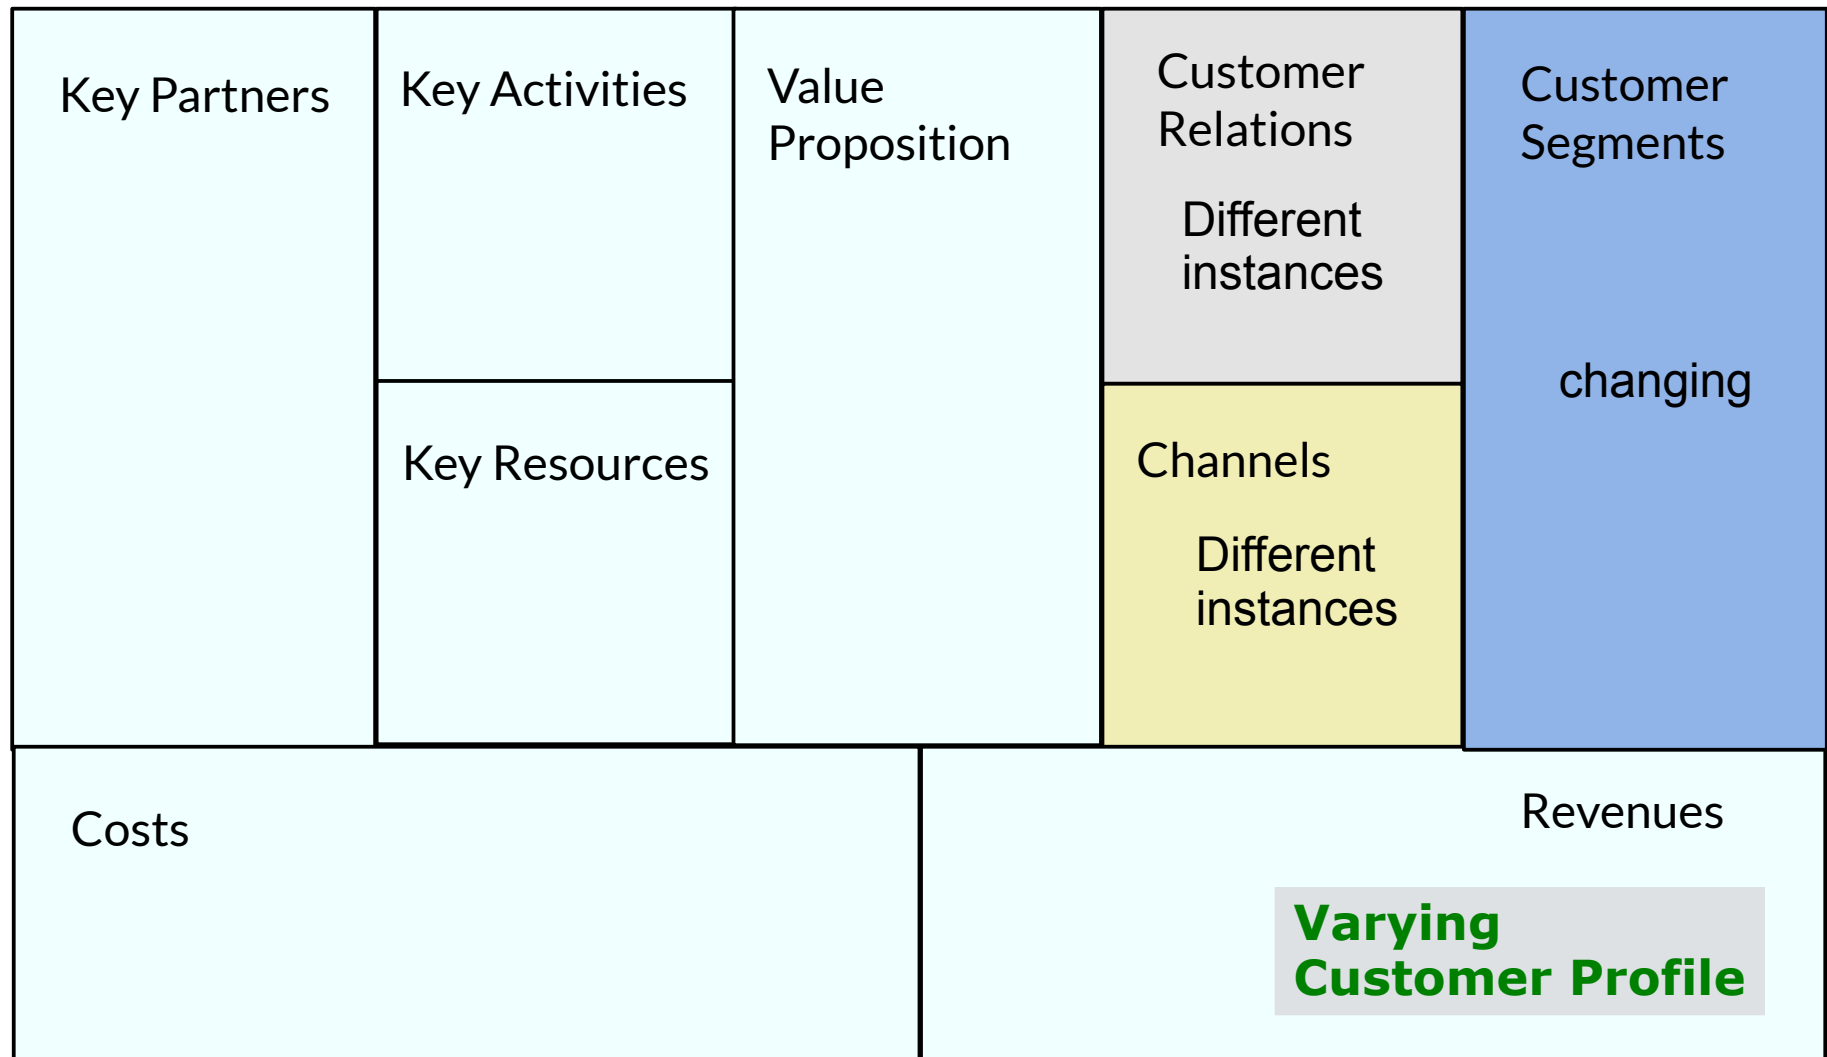 Key Partners
Key Activities
Key Resources
Value
Proposition
Customer
Relations
Different
instances
Channels
Different
instances
Customer
Segments
changing
Costs
Revenues
Varying
Customer Profile